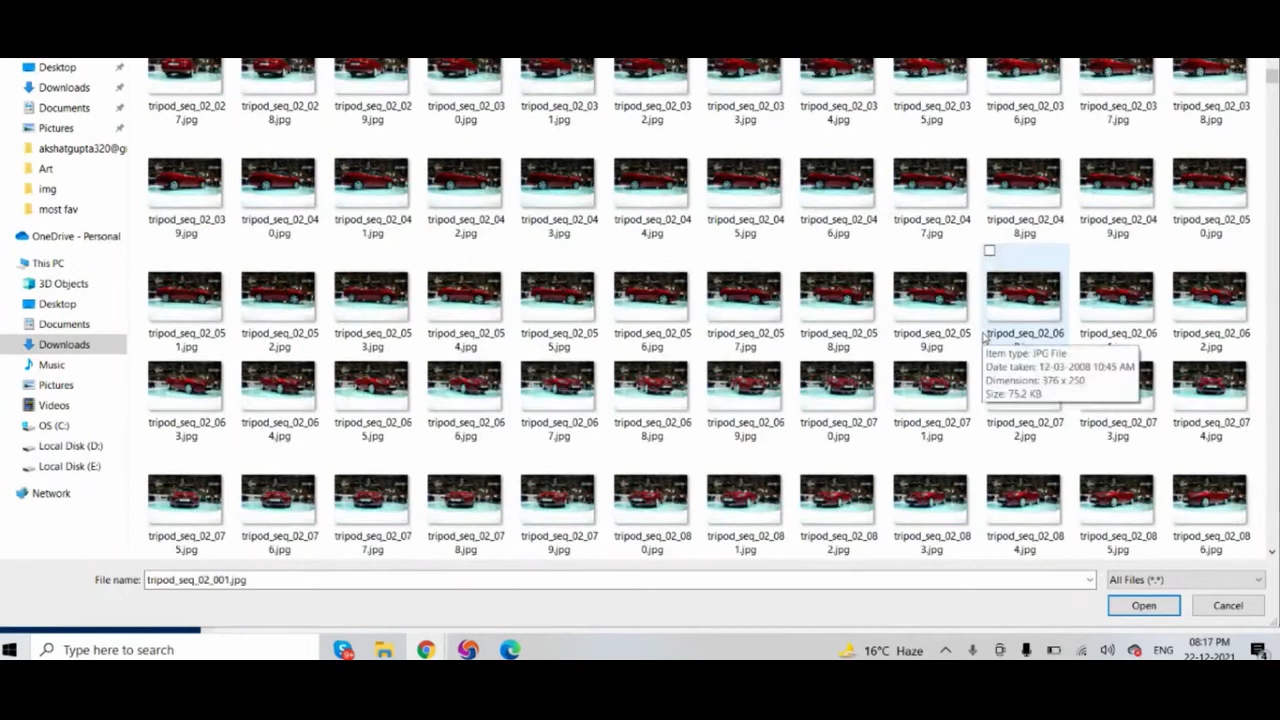 Desktop
Downloads
Documents
Pictures
akshatgupta320@g
Art
img
most fav
OneDrive - Personal
This PC
3D Objects
Desktop
Documents
Downloads
Music
Pictures
Videos
OS (C:)
Local Disk (D:)
Local Disk (E:)
Network
tripod_seq_02_02 tripod_seq_02_02 tripod_seq_02_02 tripod_seq_02_03 tripod_seq_02_03 tripod_seq_02_03 tripod_seq_02_03 tripod_seq_02_03 tripod_seq_02_03 tripod_seq_02_03 tripod_seq_02_03 tripod_seq_02_03
7.jpg 8.jpg 9.jpg 0.jpg 1.jpg 2.jpg 3.jpg 4.jpg 5.jpg 6.jpg 7.jpg 8.jpg
tripod_seq_02_03 tripod_seq_02_04 tripod_seq_02_04 tripod_seq_02_04 tripod_seq_02_04 tripod_seq_02_04 tripod_seq_02_04 tripod_seq_02_04 tripod_seq_02_04 tripod_seq_02_04 tripod_seq_02_04 tripod_seq_02_05
9.jpg 0.jpg 1.jpg 2.jpg 3.jpg 4.jpg 5.jpg 6.jpg 7.jpg 8.jpg 9.jpg 0.jpg
tripod_seq_02_05 tripod_seq_02_05 tripod_seq_02_05 tripod_seq_02_05 tripod_seq_02_05 tripod_seq_02_05 tripod_seq_02_05 tripod_seq_02_05 tripod_seq_02_05 tripod_seq_02_06 tripod_seq_02_06 tripod_seq_02_06
1.jpg 2.jpg 3.jpg 4.jpg 5.jpg 6.jpg 7.jpg 8.jpg 9.jpg 2.jpg
Item type: JPG File
Date taken: 12-03-2008 10:45 AM
Dimensions: 376 x 250
Size: 75.2 KB
tripod_seq_02_06 tripod_seq_02_06 tripod_seq_02_06 tripod_seq_02_06 tripod_seq_02_06 tripod_seq_02_06 tripod_seq_02_06 tripod_seq_02_07 tripod_seq_02_07 tripod_seq_02_07 tripod_seq_02_07 tripod_seq_02_07
3.jpg 4.jpg 5.jpg 6.jpg 7.jpg 8.jpg 9.jpg 0.jpg 1.jpg 2.jpg 3.jpg 4.jpg
tripod_seq_02_07 tripod_seq_02_07 tripod_seq_02_07 tripod_seq_02_07 tripod_seq_02_07 tripod_seq_02_08 tripod_seq_02_08 tripod_seq_02_08 tripod_seq_02_08 tripod_seq_02_08 tripod_seq_02_08 tripod_seq_02_08
5.jpg 6.jpg 7.jpg 8.jpg 9.jpg 0.jpg 1.jpg 2.jpg 3.jpg 4.jpg 5.jpg 6.jpg
File name: tripod_seq_02_001.jpg All Files (*.*)
Open Cancel
Type here to search 16°C Haze ENG 08:17 PM
22-12-2021